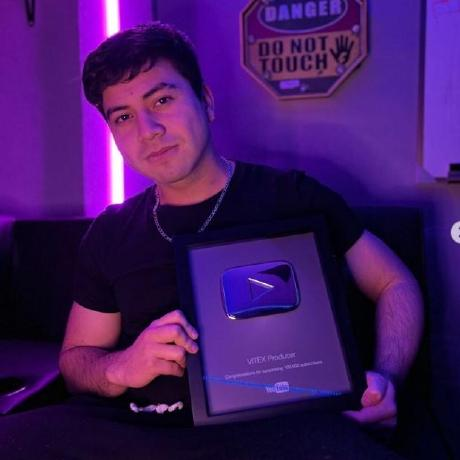 DANGER
DO NOT
TOUCH
VITEX Producer
Congratulations for surpassing 100,000 subscribers
YouTube